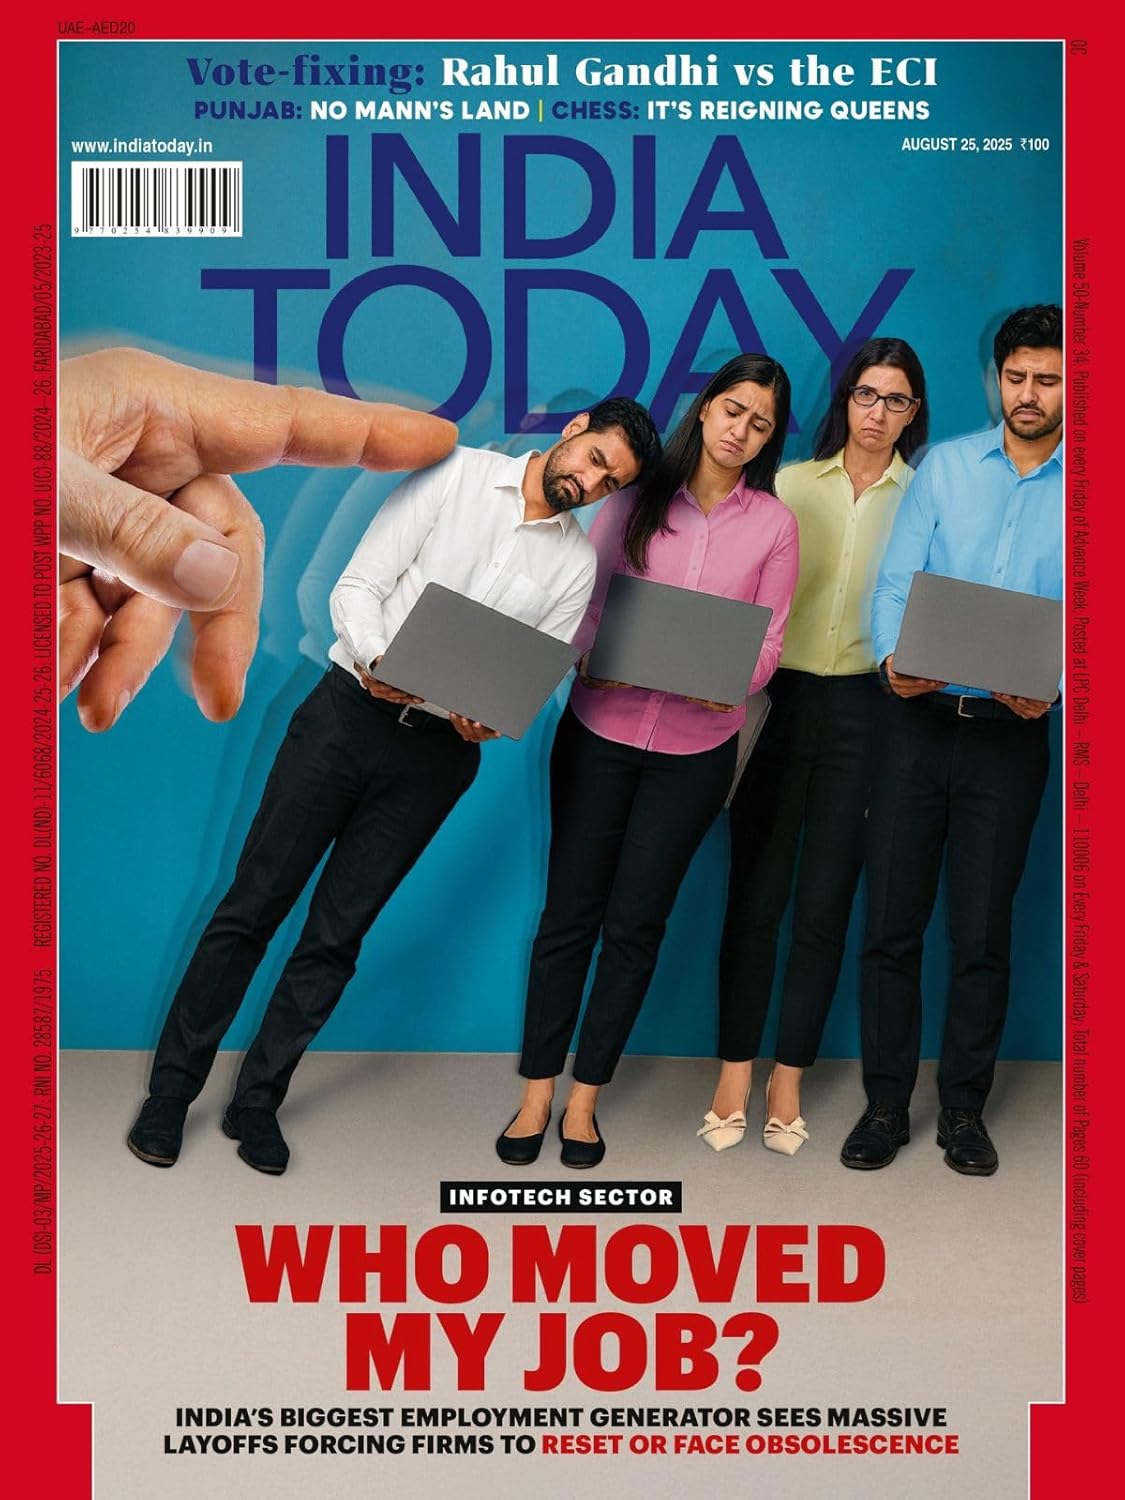 UAE-AED20
QC
Vote-fixing: Rahul Gandhi vs the ECI
PUNJAB: NO MANN'S LAND | CHESS: IT'S REIGNING QUEENS
www.indiatoday.in
AUGUST 25, 2025 ₹100
9 770254 839909
INDIA
TODAY
DL (DS)-03/MP/2025-26-27; RNI NO. 28587/1975 REGISTERED NO. DL(ND)-11/6068/2024-25-26; LICENSED TO POST WPP NO. U(C)-88/2024-26; FARIDABAD/05/2023-25
Volume 50-Number 34; Published on every Friday of Advance Week; Posted at LPC Delhi – RMS – Delhi – 110006 on Every Friday & Saturday; Total number of Pages 60 (including cover pages)
INFOTECH SECTOR
WHO MOVED
MY JOB?
INDIA'S BIGGEST EMPLOYMENT GENERATOR SEES MASSIVE
LAYOFFS FORCING FIRMS TO RESET OR FACE OBSOLESCENCE